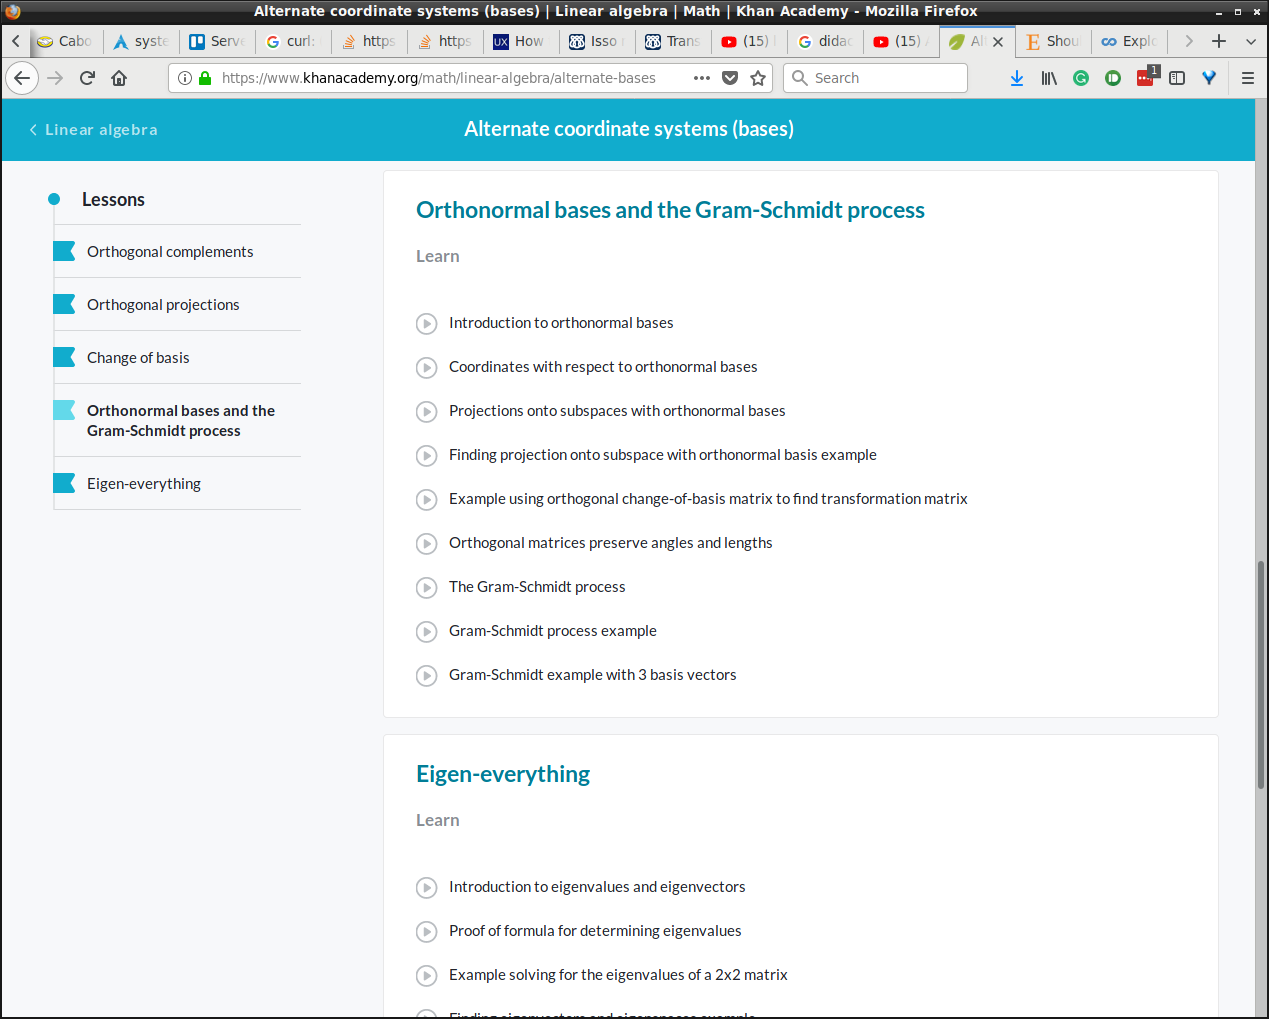 Alternate coordinate systems (bases) | Linear algebra | Math | Khan Academy - Mozilla Firefox
Cabo syste Serve curl: https https How Isso Trans (15) didac (15) Al Shou Explo
https://www.khanacademy.org/math/linear-algebra/alternate-bases Search 1
Linear algebra
Alternate coordinate systems (bases)
Lessons
Orthogonal complements
Orthogonal projections
Change of basis
Orthonormal bases and the
Gram-Schmidt process
Eigen-everything
Orthonormal bases and the Gram-Schmidt process
Learn
Introduction to orthonormal bases
Coordinates with respect to orthonormal bases
Projections onto subspaces with orthonormal bases
Finding projection onto subspace with orthonormal basis example
Example using orthogonal change-of-basis matrix to find transformation matrix
Orthogonal matrices preserve angles and lengths
The Gram-Schmidt process
Gram-Schmidt process example
Gram-Schmidt example with 3 basis vectors
Eigen-everything
Learn
Introduction to eigenvalues and eigenvectors
Proof of formula for determining eigenvalues
Example solving for the eigenvalues of a 2x2 matrix
Finding eigenvectors and eigenspaces example